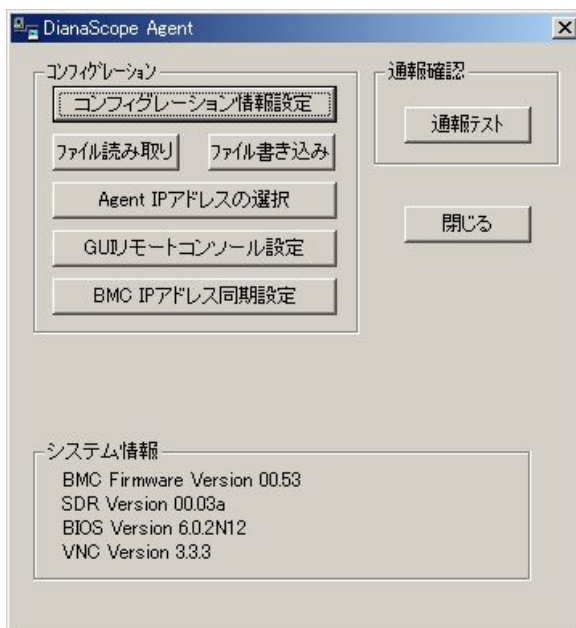 DianaScope Agent
コンフィグレーション
コンフィグレーション情報設定
ファイル読み取り
ファイル書き込み
Agent IPアドレスの選択
GUIリモートコンソール設定
BMC IPアドレス同期設定
通報確認
通報テスト
閉じる
システム情報
BMC Firmware Version 00.53
SDR Version 00.03a
BIOS Version 6.0.2N12
VNC Version 3.3.3